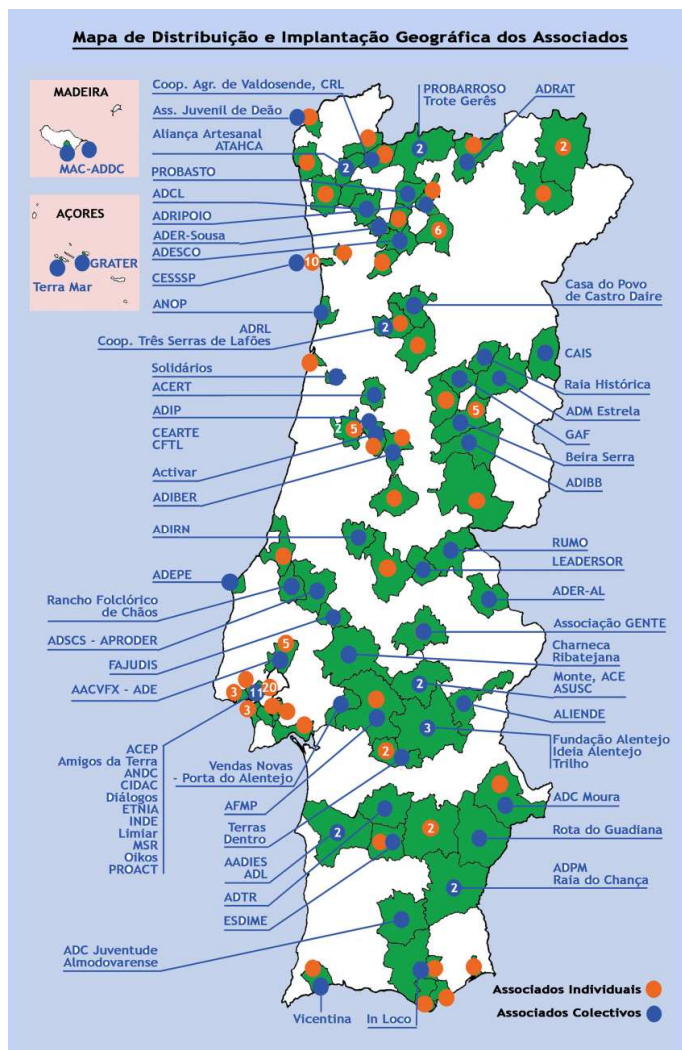 Mapa de Distribuição e Implantação Geográfica dos Associados
MADEIRA
MAC-ADDC
AÇORES
GRATER
Terra Mar
Coop. Agr. de Valdosende, CRL
Ass. Juvenil de Deão
Aliança Artesanal
ATAHCA
PROBASTO
ADCL
ADRIPOIO
ADER-Sousa
ADESCO
CESSSP
ANOP
ADRL
Coop. Três Serras de Lafões
Solidários
ACERT
ADIP
CEARTE
CFTL
Activar
ADIBER
ADIRN
ADEPE
Rancho Folclórico
de Chãos
ADSCS - APRODER
FAJUDIS
AACVFX - ADE
ACEP
Amigos da Terra
ANDC
CIDAC
Diálogos
ETNIA
INDE
Limiar
MSR
Oikos
PROACT
Vendas Novas
- Porta do Alentejo
AFMP
Terras
Dentro
AADIES
ADL
ADTR
ESDIME
ADC Juventude
Almodovarense
Vicentina
In Loco
PROBARROSO
Trote Gerês
ADRAT
Casa do Povo
de Castro Daire
CAIS
Raia Histórica
ADM Estrela
GAF
Beira Serra
ADIBB
RUMO
LEADERSOR
ADER-AL
Associação GENTE
Charneca
Ribatejana
Monte, ACE
ASUSC
ALIENDE
Fundação Alentejo
Ideia Alentejo
Trilho
ADC Moura
Rota do Guadiana
ADPM
Raia do Chança
2
2
2
6
10
2
5
2
5
5
3
11
20
3
2
3
2
2
2
2
Associados Individuais
Associados Colectivos